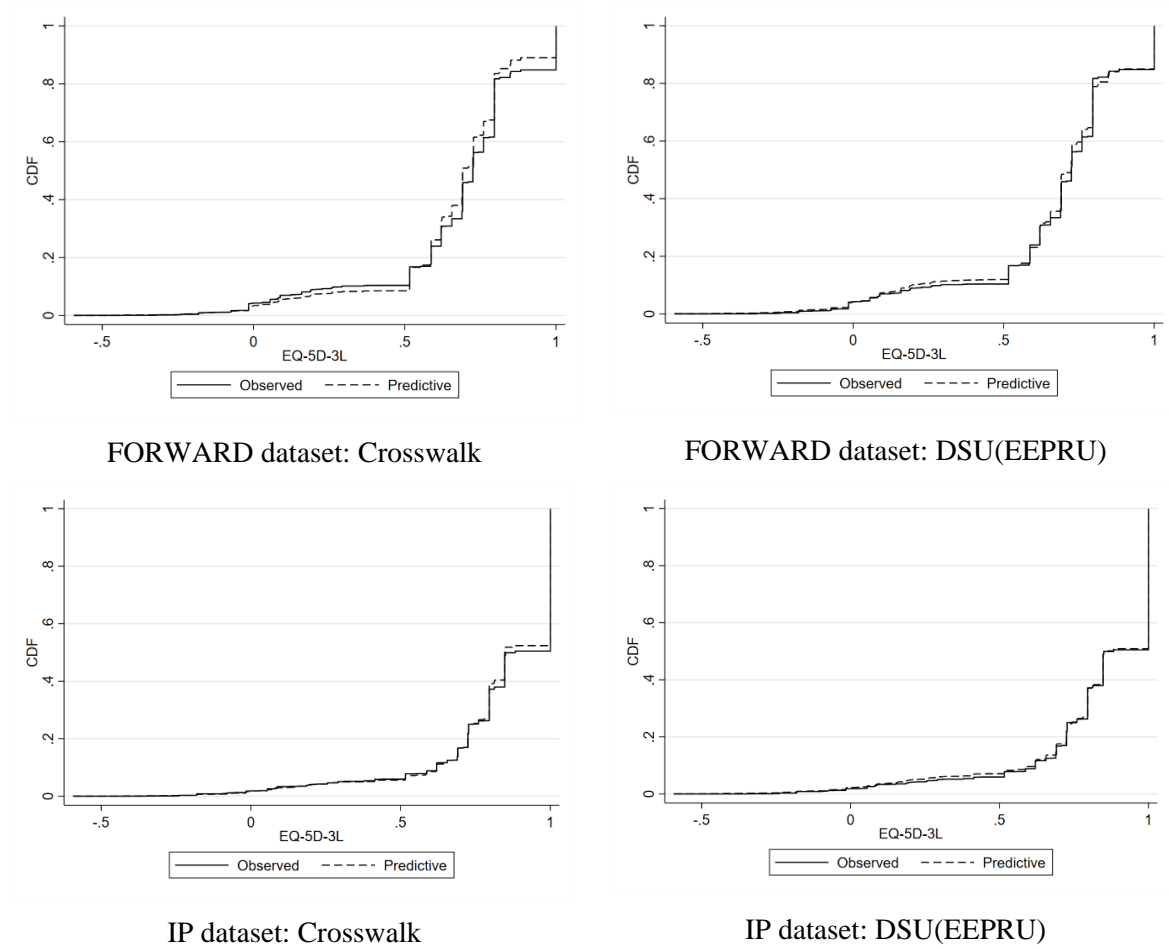 1
.8
.6
.4
.2
0
CDF
-.5 0 .5 1
EQ-5D-3L
Observed Predictive
FORWARD dataset: Crosswalk
1
.8
.6
.4
.2
0
CDF
-.5 0 .5 1
EQ-5D-3L
Observed Predictive
FORWARD dataset: DSU(EEPRU)
1
.8
.6
.4
.2
0
CDF
-.5 0 .5 1
EQ-5D-3L
Observed Predictive
IP dataset: Crosswalk
1
.8
.6
.4
.2
0
CDF
-.5 0 .5 1
EQ-5D-3L
Observed Predictive
IP dataset: DSU(EEPRU)